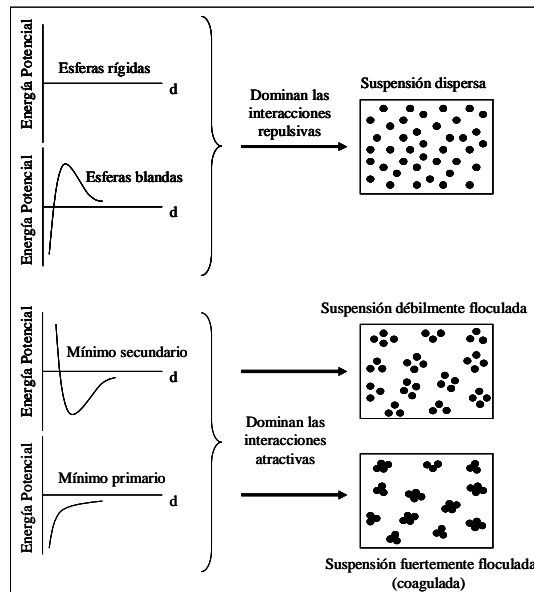 Energía Potencial
Esferas rígidas
d
Energía Potencial
Esferas blandas
d
Dominan las
interacciones
repulsivas
Suspensión dispersa
Energía Potencial
Mínimo secundario
d
Energía Potencial
Mínimo primario
d
Dominan las
interacciones
atractivas
Suspensión débilmente floculada
Suspensión fuertemente floculada
(coagulada)